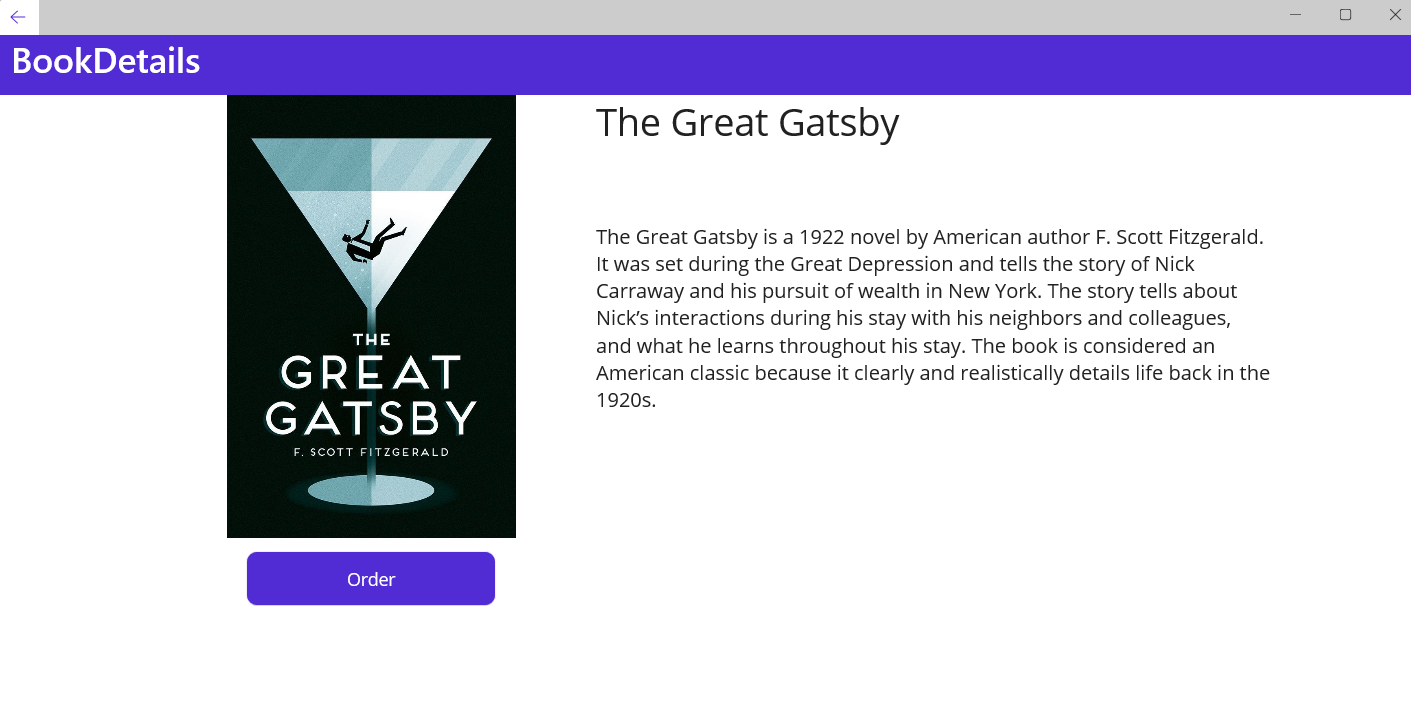 BookDetails
THE
GREAT
GATSBY
F. SCOTT FITZGERALD
Order
The Great Gatsby
The Great Gatsby is a 1922 novel by American author F. Scott Fitzgerald.
It was set during the Great Depression and tells the story of Nick
Carraway and his pursuit of wealth in New York. The story tells about
Nick’s interactions during his stay with his neighbors and colleagues,
and what he learns throughout his stay. The book is considered an
American classic because it clearly and realistically details life back in the
1920s.